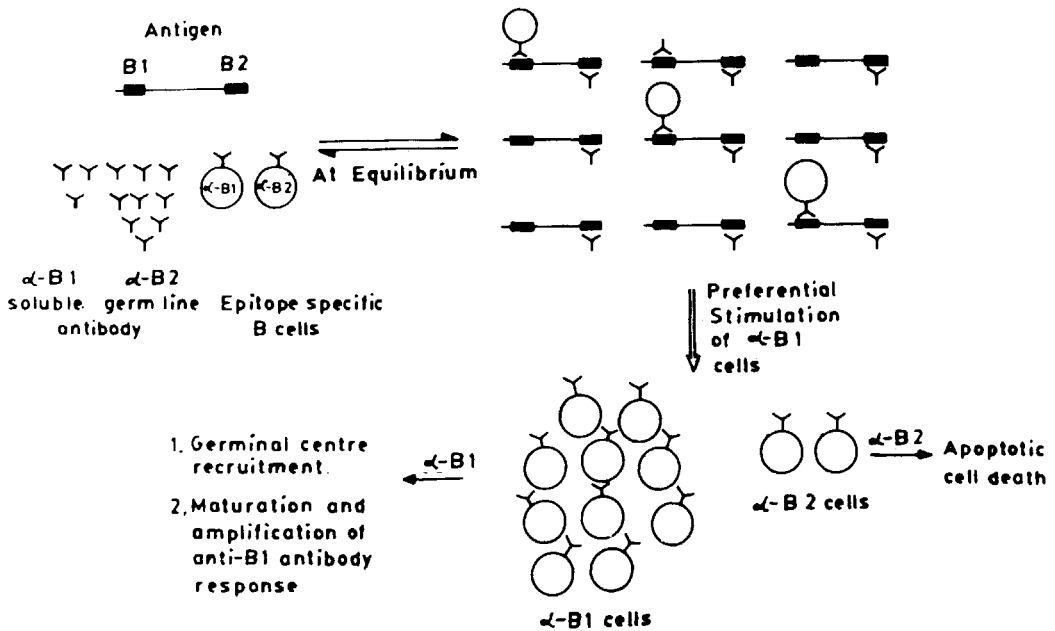 Antigen
B1 B2
At Equilibrium
α-B1 α-B2
α-B1 α-B2
soluble germ line
antibody
Epitope specific
B cells
Preferential
Stimulation
of α-B1
cells
1. Germinal centre
recruitment.
2, Maturation and
amplification of
anti-B1 antibody
response
α-B1
α-B1 cells
α-B2 cells
α-B2
Apoptotic
cell death